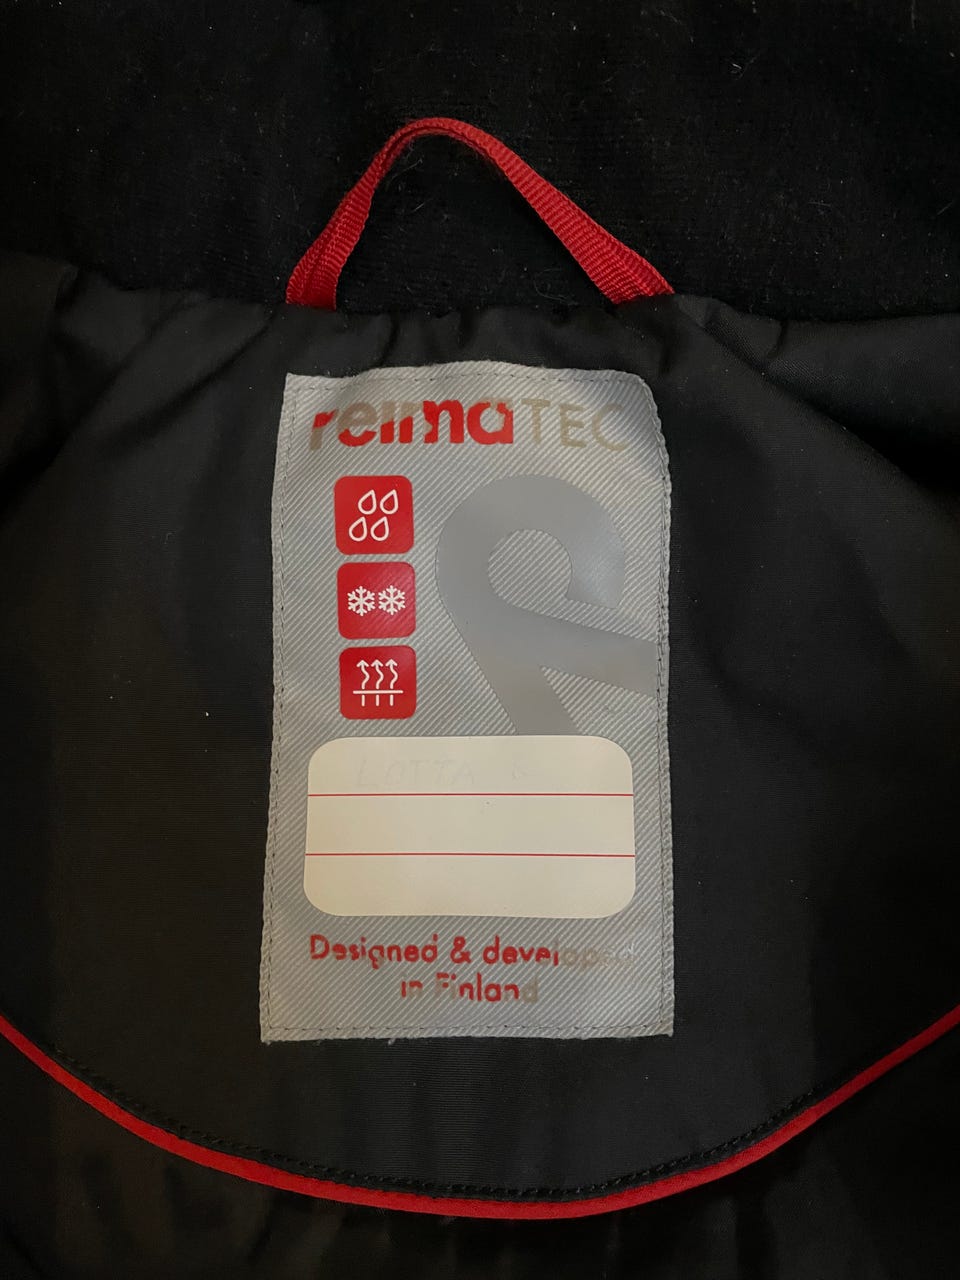 reimaTEC
LOTTA
Designed & developed
in Finland